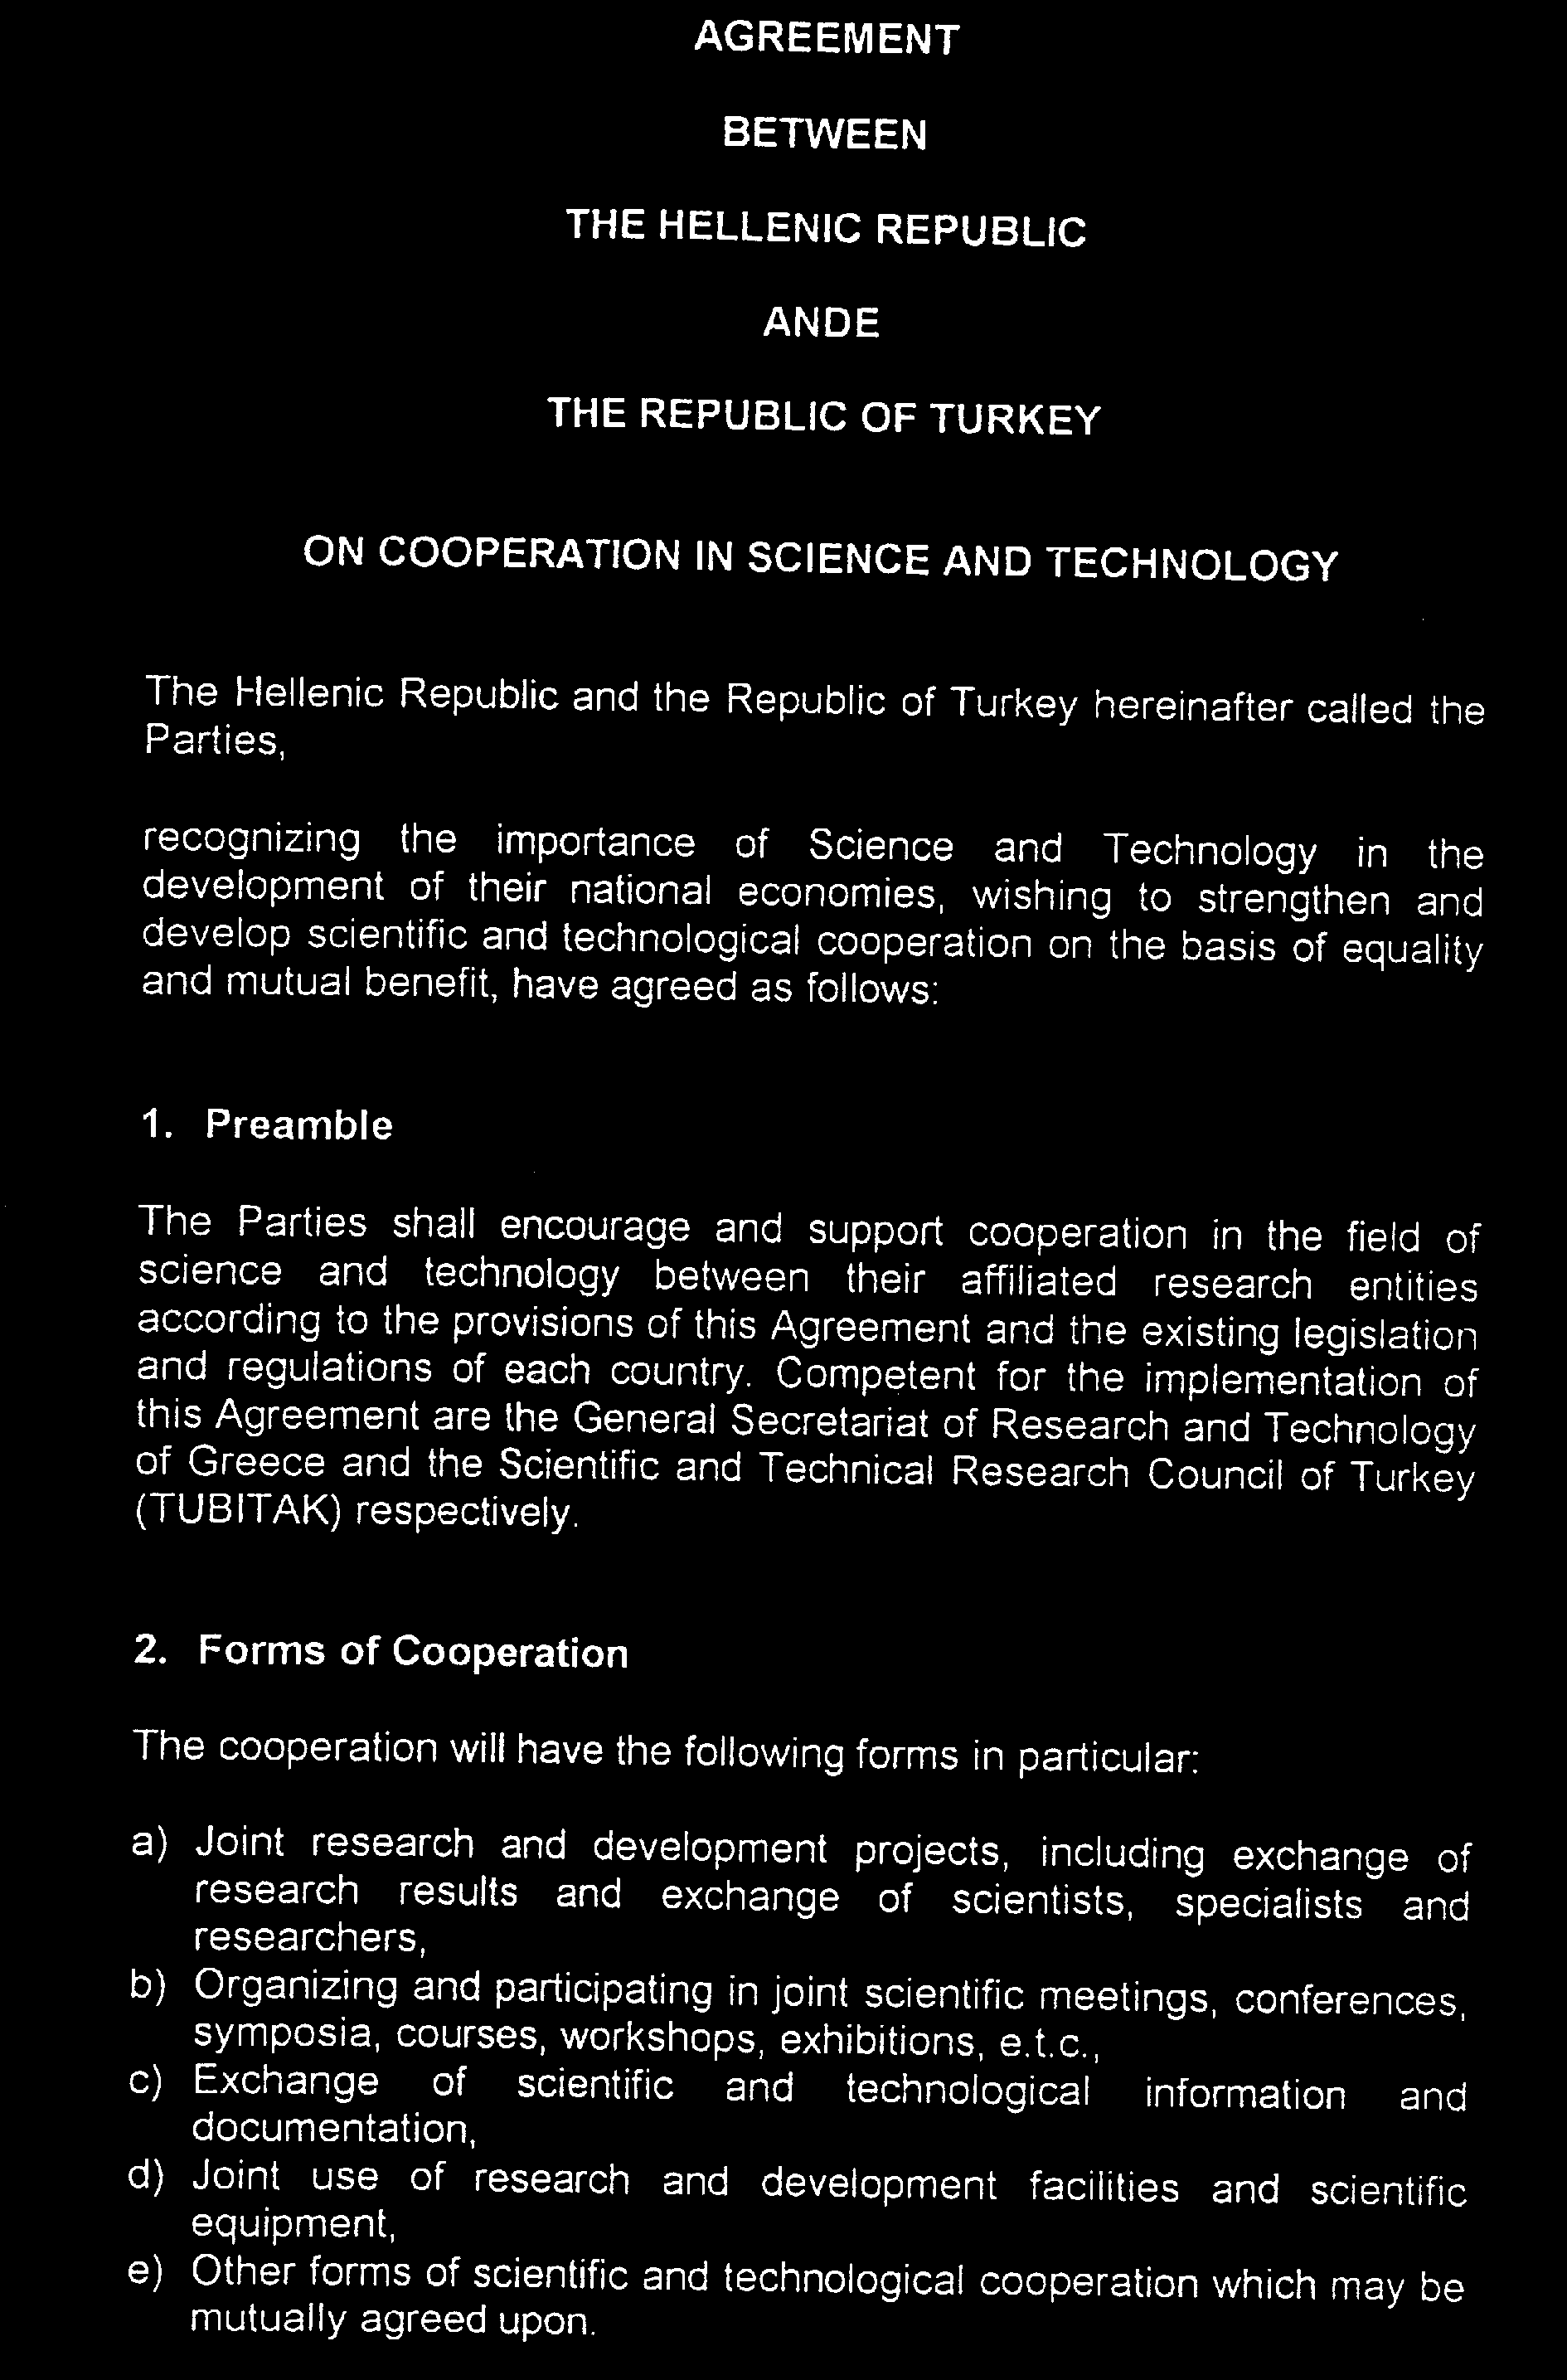 AGREEMENT
BETWEEN
THE HELLENIC REPUBLIC
ANDE
THE REPUBLIC OF TURKEY
ON COOPERATION IN SCIENCE AND TECHNOLOGY
The Hellenic Republic and the Republic of Turkey hereinafter called the
Parties,
recognizing the importance of Science and Technology in the
development of their national economies, wishing to strengthen and
develop scientific and technological cooperation on the basis of equality
and mutual benefit, have agreed as follows:
1. Preamble
The Parties shall encourage and support cooperation in the field of
science and technology between their affiliated research entities
according to the provisions of this Agreement and the existing legislation
and regulations of each country. Competent for the implementation of
this Agreement are the General Secretariat of Research and Technology
of Greece and the Scientific and Technical Research Council of Turkey
(TUBITAK) respectively.
2. Forms of Cooperation
The cooperation will have the following forms in particular:
a) Joint research and development projects, including exchange of
research results and exchange of scientists, specialists and
researchers,
b) Organizing and participating in joint scientific meetings, conferences,
symposia, courses, workshops, exhibitions, e.t.c.,
c) Exchange of scientific and technological information and
documentation,
d) Joint use of research and development facilities and scientific
equipment,
e) Other forms of scientific and technological cooperation which may be
mutually agreed upon.